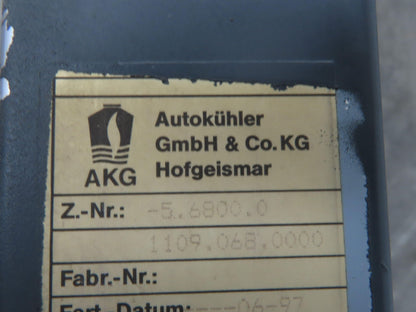 Autokühler
GmbH & Co. KG
AKG Hofgeismar
Z.-Nr.: -5.6800.0
1109.068.0000
Fabr.-Nr.:
Fert.-Datum: ---06-97